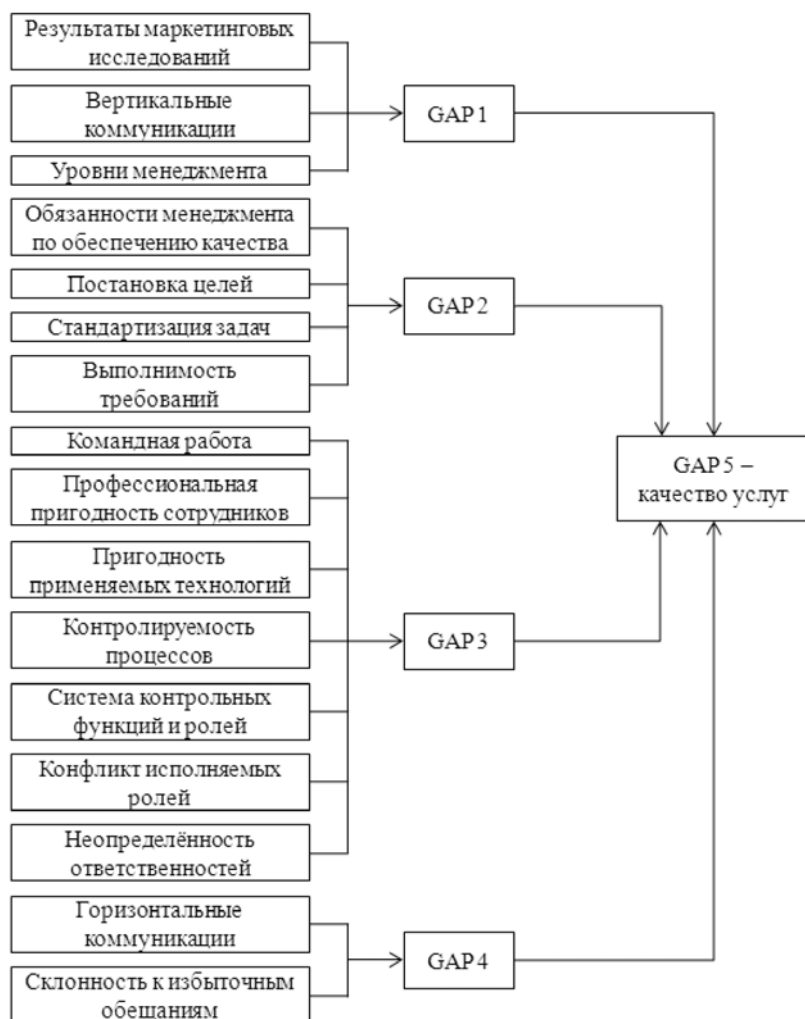 Результаты маркетинговых
исследований
Вертикальные
коммуникации
Уровни менеджмента
GAP 1
Обязанности менеджмента
по обеспечению качества
Постановка целей
Стандартизация задач
Выполнимость
требований
GAP 2
Командная работа
Профессиональная
пригодность сотрудников
Пригодность
применяемых технологий
Контролируемость
процессов
Система контрольных
функций и ролей
Конфликт исполняемых
ролей
Неопределённость
ответственностей
GAP 3
Горизонтальные
коммуникации
Склонность к избыточным
обещаниям
GAP 4
GAP 5 –
качество услуг